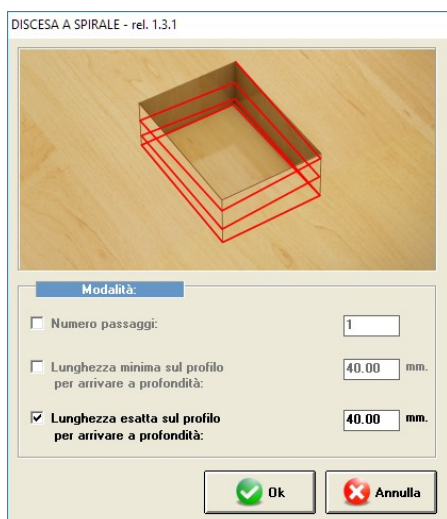 DISCESA A SPIRALE - rel. 1.3.1
Modalità:
Numero passaggi: 1
Lunghezza minima sul profilo
per arrivare a profondità: 40.00 mm.
Lunghezza esatta sul profilo
per arrivare a profondità: 40.00 mm.
Ok Annulla